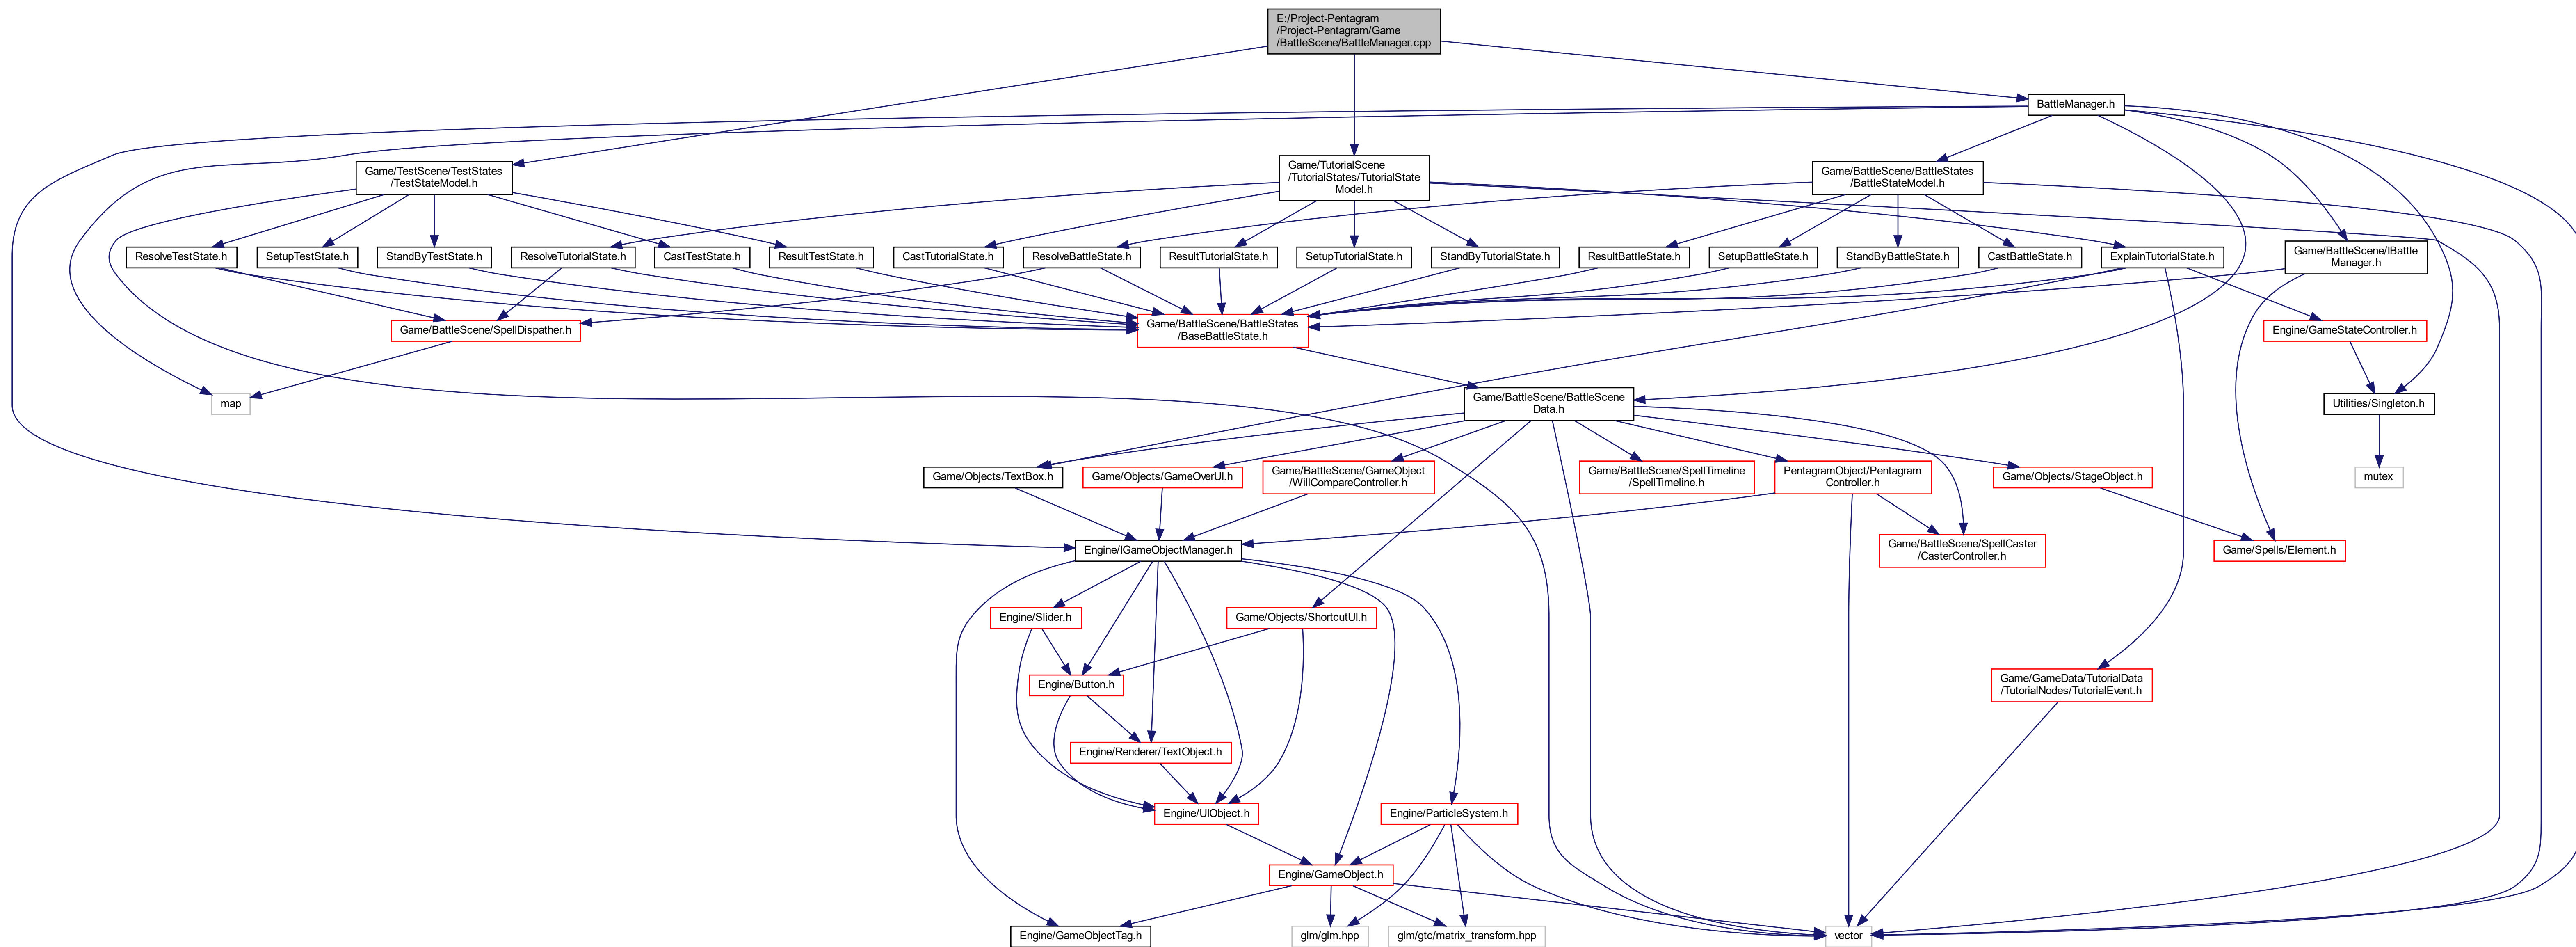 E:/Project-Pentagram
/Project-Pentagram/Game
/BattleScene/BattleManager.cpp
BattleManager.h
Game/TestScene/TestStates
/TestStateModel.h
Game/TutorialScene
/TutorialStates/TutorialState
Model.h
Game/BattleScene/BattleStates
/BattleStateModel.h
ResolveTestState.h
SetupTestState.h
StandByTestState.h
ResolveTutorialState.h
CastTestState.h
ResultTestState.h
CastTutorialState.h
ResolveBattleState.h
ResultTutorialState.h
SetupTutorialState.h
StandByTutorialState.h
ResultBattleState.h
SetupBattleState.h
StandByBattleState.h
CastBattleState.h
ExplainTutorialState.h
Game/BattleScene/IBattle
Manager.h
Game/BattleScene/SpellDispather.h
Game/BattleScene/BattleStates
/BaseBattleState.h
Engine/GameStateController.h
map
Game/BattleScene/BattleScene
Data.h
Utilities/Singleton.h
Game/Objects/TextBox.h
Game/Objects/GameOverUI.h
Game/BattleScene/GameObject
/WillCompareController.h
Game/BattleScene/SpellTimeline
/SpellTimeline.h
PentagramObject/Pentagram
Controller.h
Game/Objects/StageObject.h
mutex
Engine/IGameObjectManager.h
Game/BattleScene/SpellCaster
/CasterController.h
Game/Spells/Element.h
Engine/Slider.h
Game/Objects/ShortcutUI.h
Engine/Button.h
Game/GameData/TutorialData
/TutorialNodes/TutorialEvent.h
Engine/Renderer/TextObject.h
Engine/UIObject.h
Engine/ParticleSystem.h
Engine/GameObject.h
Engine/GameObjectTag.h
glm/glm.hpp
glm/gtc/matrix_transform.hpp
vector